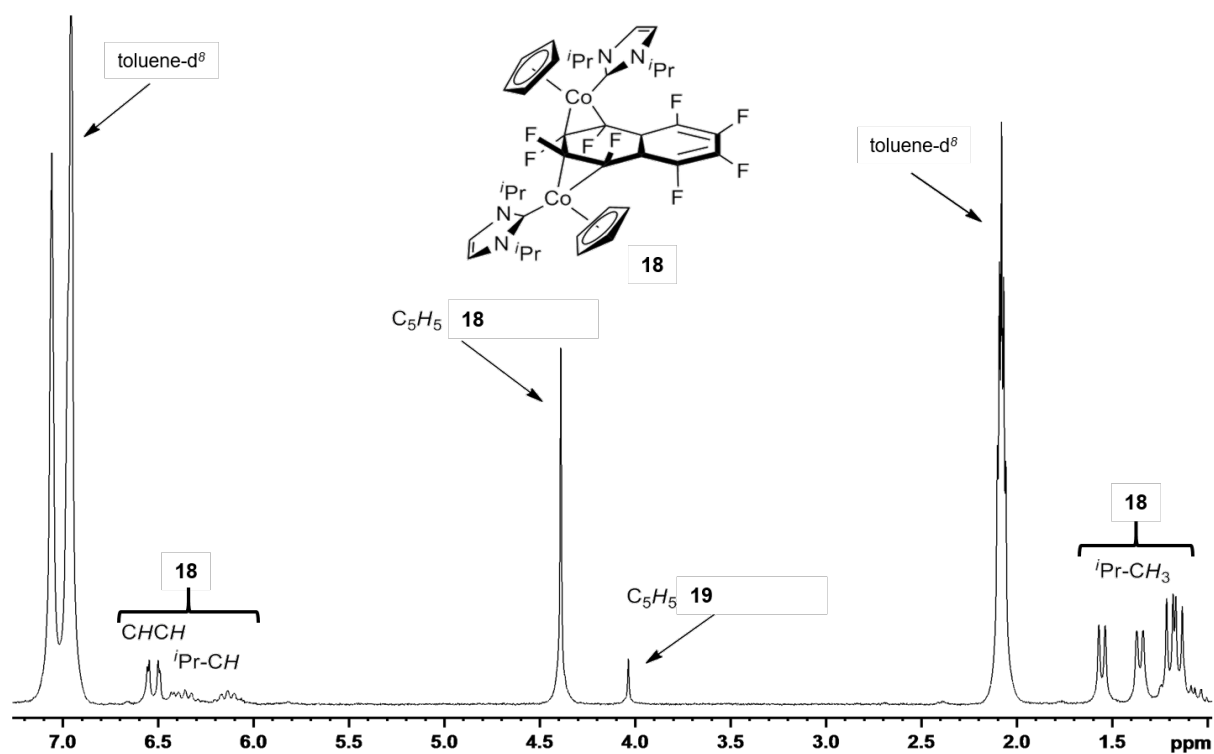 toluene-d⁸
ⁱPr
N
N
ⁱPr
Co
F
F
F
F
F
F
F
F
Co
ⁱPr
N
N
ⁱPr
18
toluene-d⁸
C₅H₅ 18
18
CHCH
ⁱPr-CH
C₅H₅ 19
18
ⁱPr-CH₃
7.0 6.5 6.0 5.5 5.0 4.5 4.0 3.5 3.0 2.5 2.0 1.5 ppm